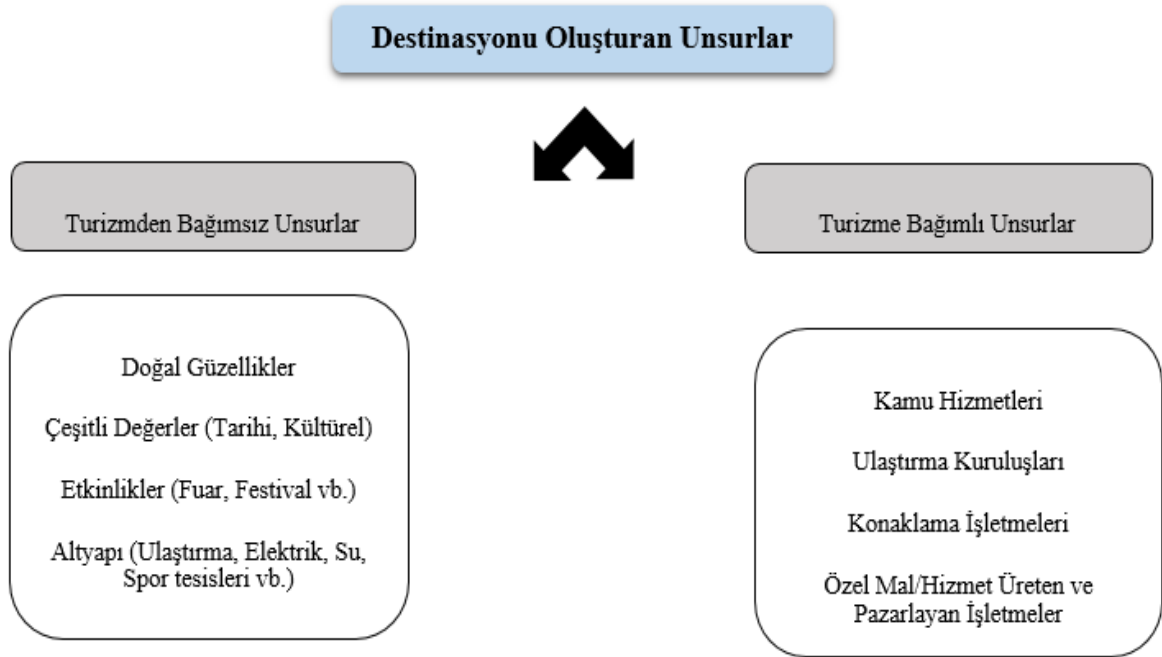 Destinasyonu Oluşturan Unsurlar
Turizmden Bağımsız Unsurlar
Doğal Güzellikler
Çeşitli Değerler (Tarihi, Kültürel)
Etkinlikler (Fuar, Festival vb.)
Altyapı (Ulaştırma, Elektrik, Su,
Spor tesisleri vb.)
Turizme Bağımlı Unsurlar
Kamu Hizmetleri
Ulaştırma Kuruluşları
Konaklama İşletmeleri
Özel Mal/Hizmet Üreten ve
Pazarlayan İşletmeler